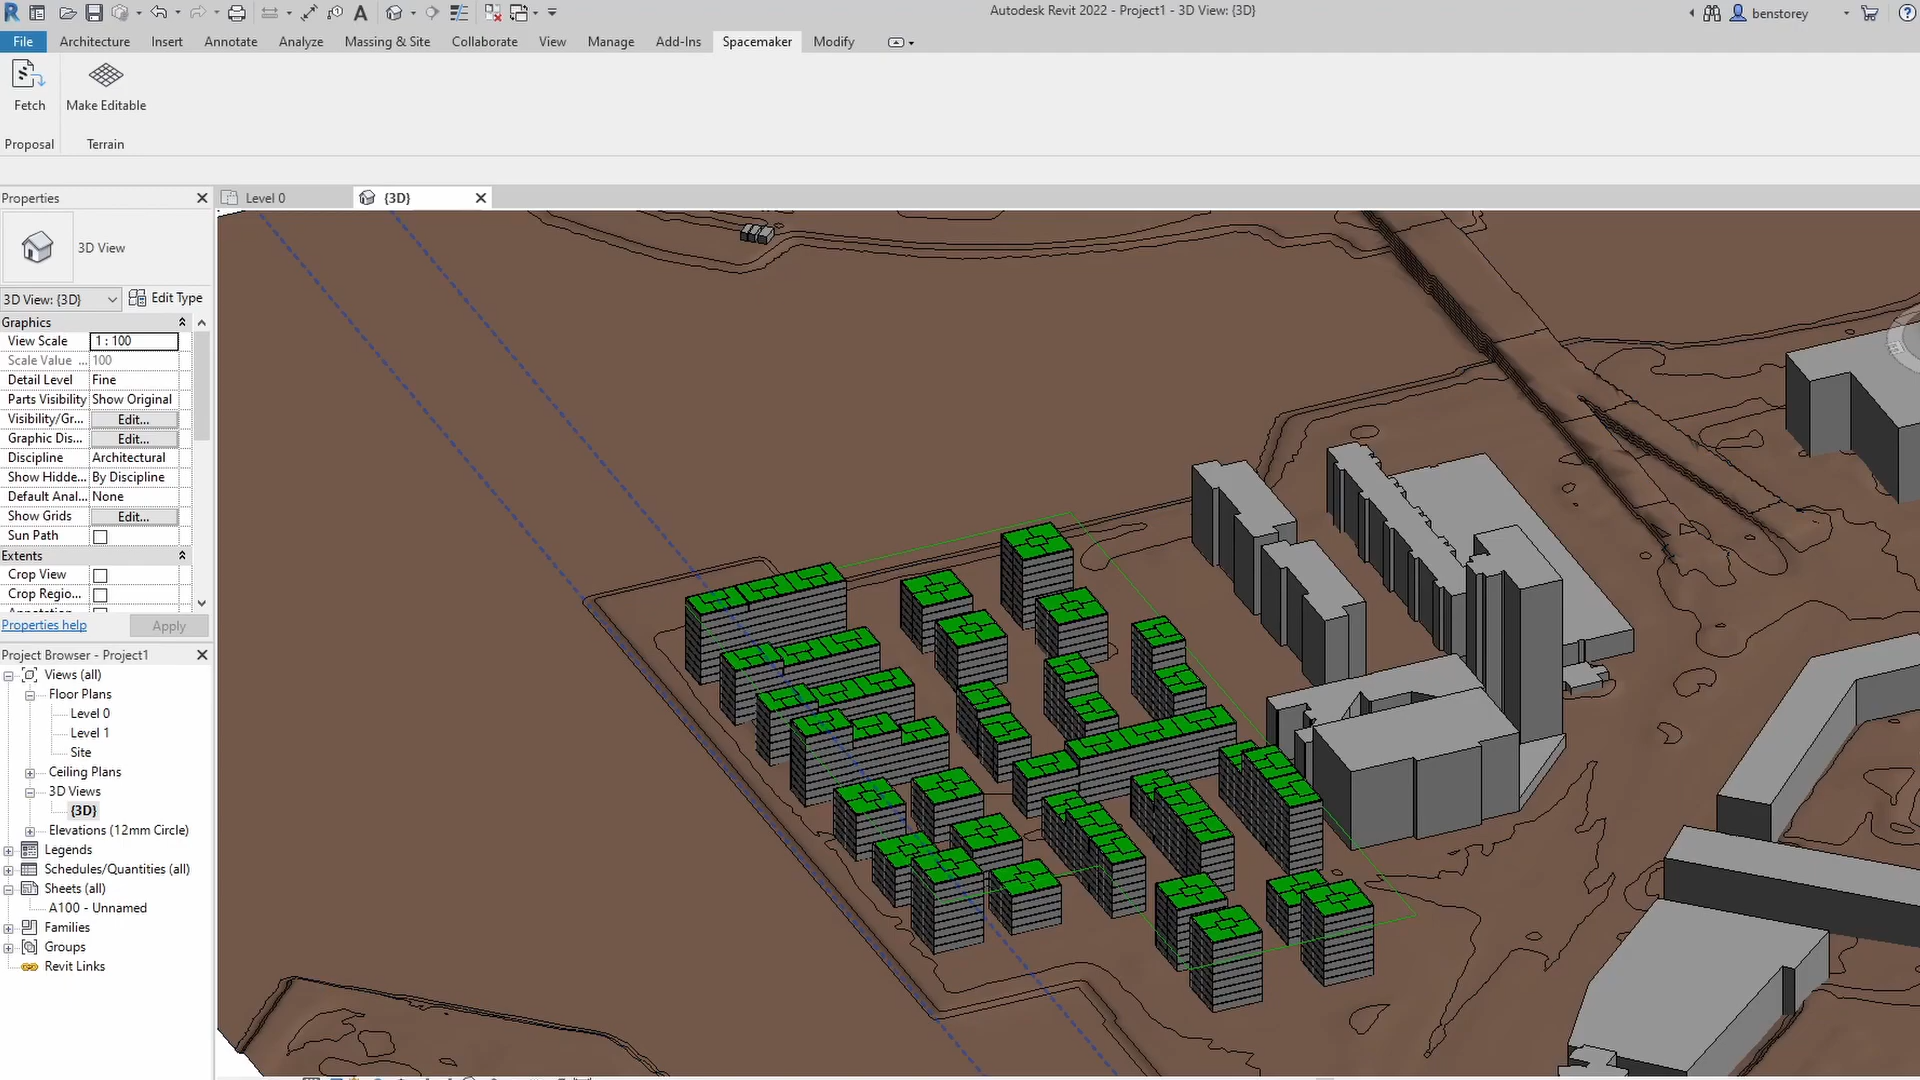 Autodesk Revit 2022 - Project1 - 3D View: {3D}
benstorey
File
Architecture
Insert
Annotate
Analyze
Massing & Site
Collaborate
View
Manage
Add-Ins
Spacemaker
Modify
Fetch
Make Editable
Proposal
Terrain
Properties
Level 0
{3D}
3D View
3D View: {3D}
Edit Type
Graphics
View Scale 1 : 100
Scale Value ... 100
Detail Level Fine
Parts Visibility Show Original
Visibility/Gr... Edit...
Graphic Dis... Edit...
Discipline Architectural
Show Hidde... By Discipline
Default Anal... None
Show Grids Edit...
Sun Path
Extents
Crop View
Crop Regio...
Properties help
Apply
Project Browser - Project1
Views (all)
Floor Plans
Level 0
Level 1
Site
Ceiling Plans
3D Views
{3D}
Elevations (12mm Circle)
Legends
Schedules/Quantities (all)
Sheets (all)
A100 - Unnamed
Families
Groups
Revit Links